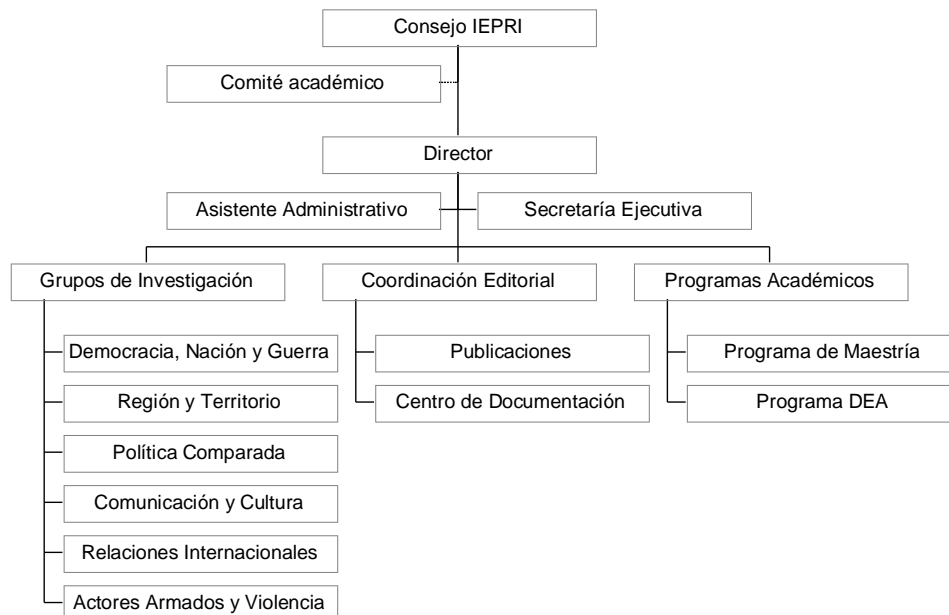 Consejo IEPRI
Comité académico
Director
Asistente Administrativo
Secretaría Ejecutiva
Grupos de Investigación
Coordinación Editorial
Programas Académicos
Democracia, Nación y Guerra
Publicaciones
Programa de Maestría
Región y Territorio
Centro de Documentación
Programa DEA
Política Comparada
Comunicación y Cultura
Relaciones Internacionales
Actores Armados y Violencia